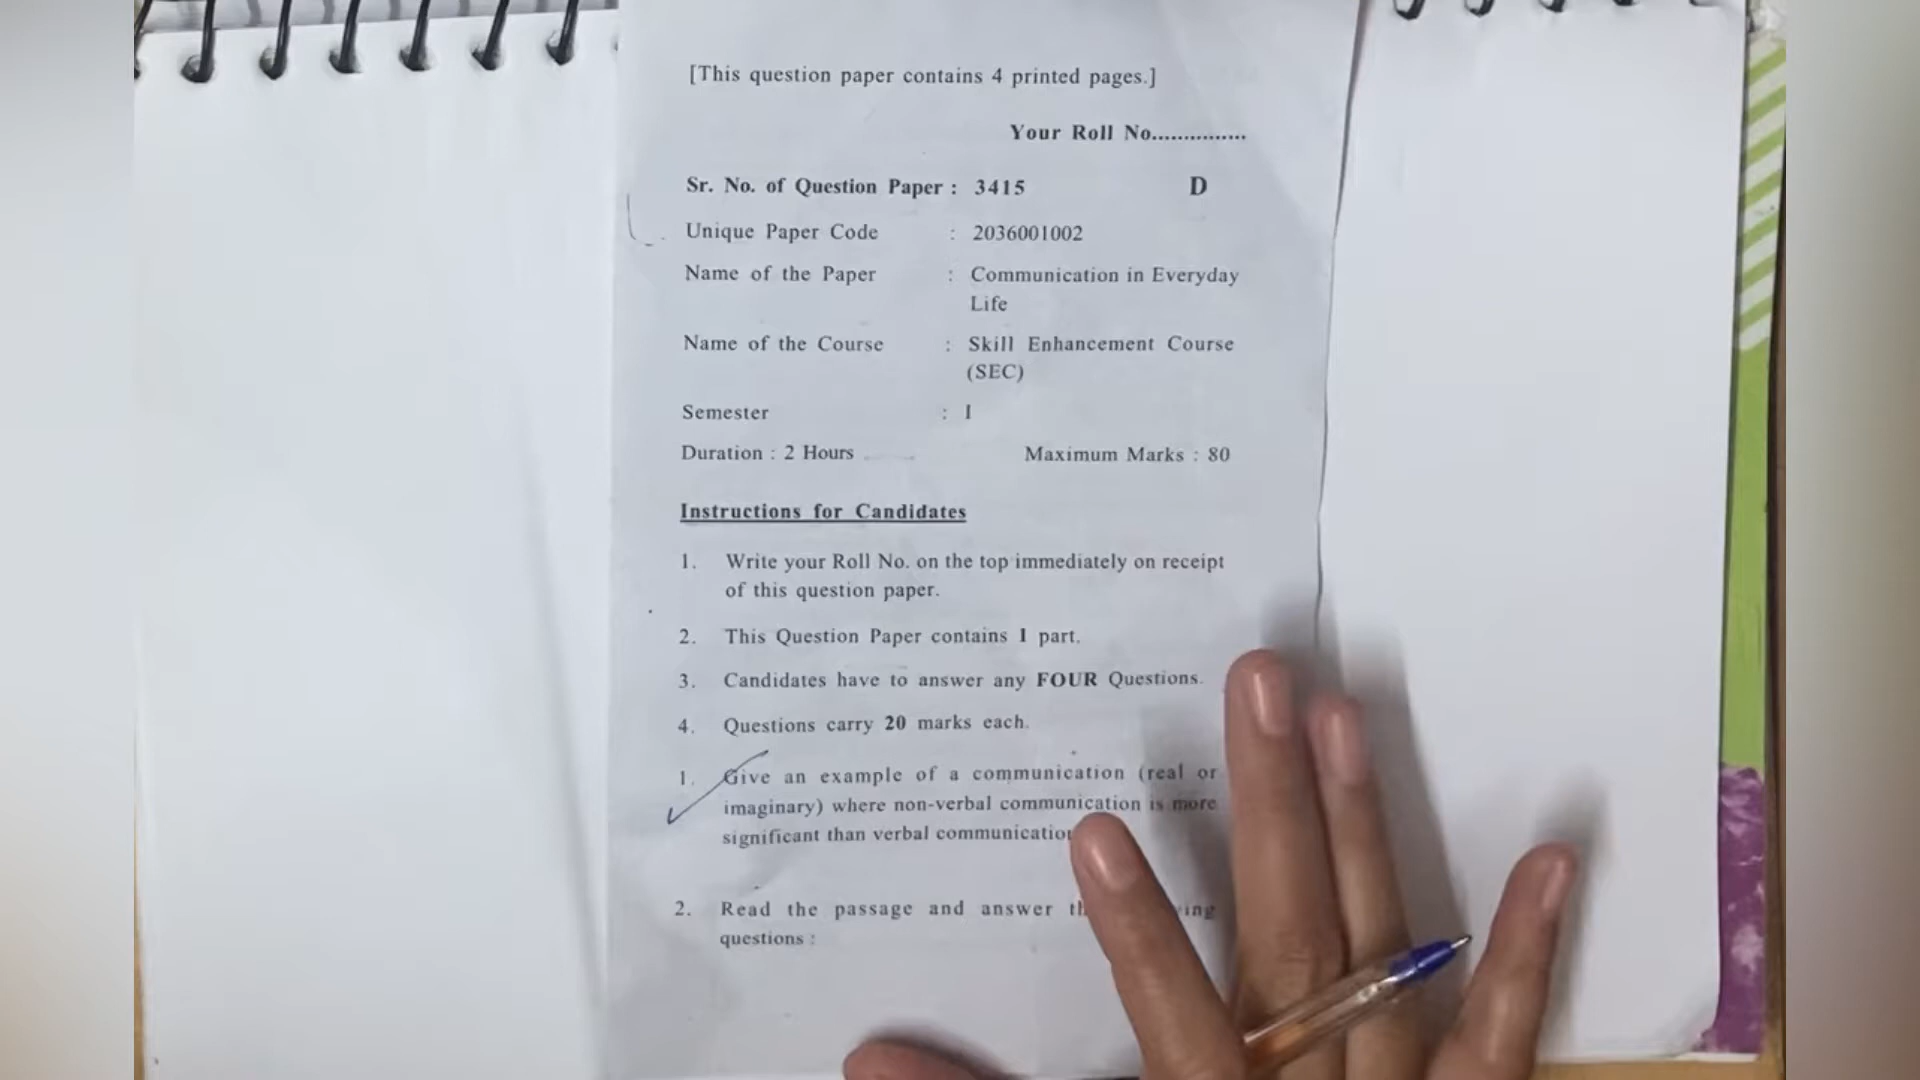 [This question paper contains 4 printed pages.]
Your Roll No...............
Sr. No. of Question Paper : 3415 D
Unique Paper Code : 2036001002
Name of the Paper : Communication in Everyday
Life
Name of the Course : Skill Enhancement Course
(SEC)
Semester : I
Duration : 2 Hours Maximum Marks : 80
Instructions for Candidates
1. Write your Roll No. on the top immediately on receipt
of this question paper.
2. This Question Paper contains 1 part.
3. Candidates have to answer any FOUR Questions.
4. Questions carry 20 marks each.
1. Give an example of a communication (real or
imaginary) where non-verbal communication is more
significant than verbal
2. Read the passage and answer
questions :